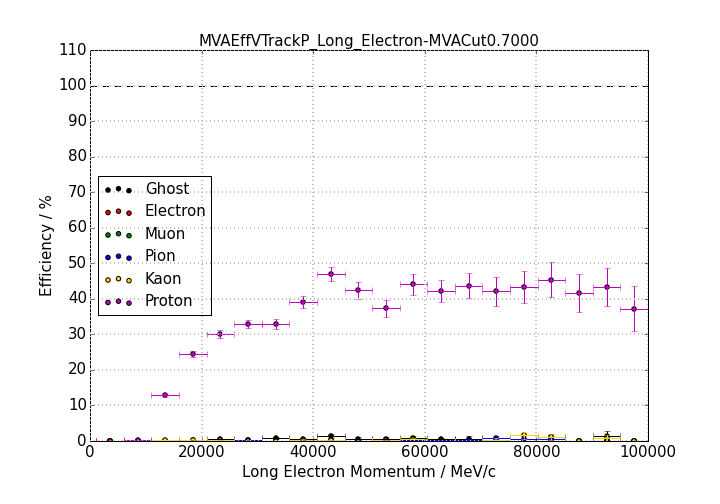 MVAEffVTrackP_Long_Electron-MVACut0.7000
110
100
90
80
70
60
50
40
30
20
10
0
Efficiency / %
Ghost
Electron
Muon
Pion
Kaon
Proton
0 20000 40000 60000 80000 100000
Long Electron Momentum / MeV/c